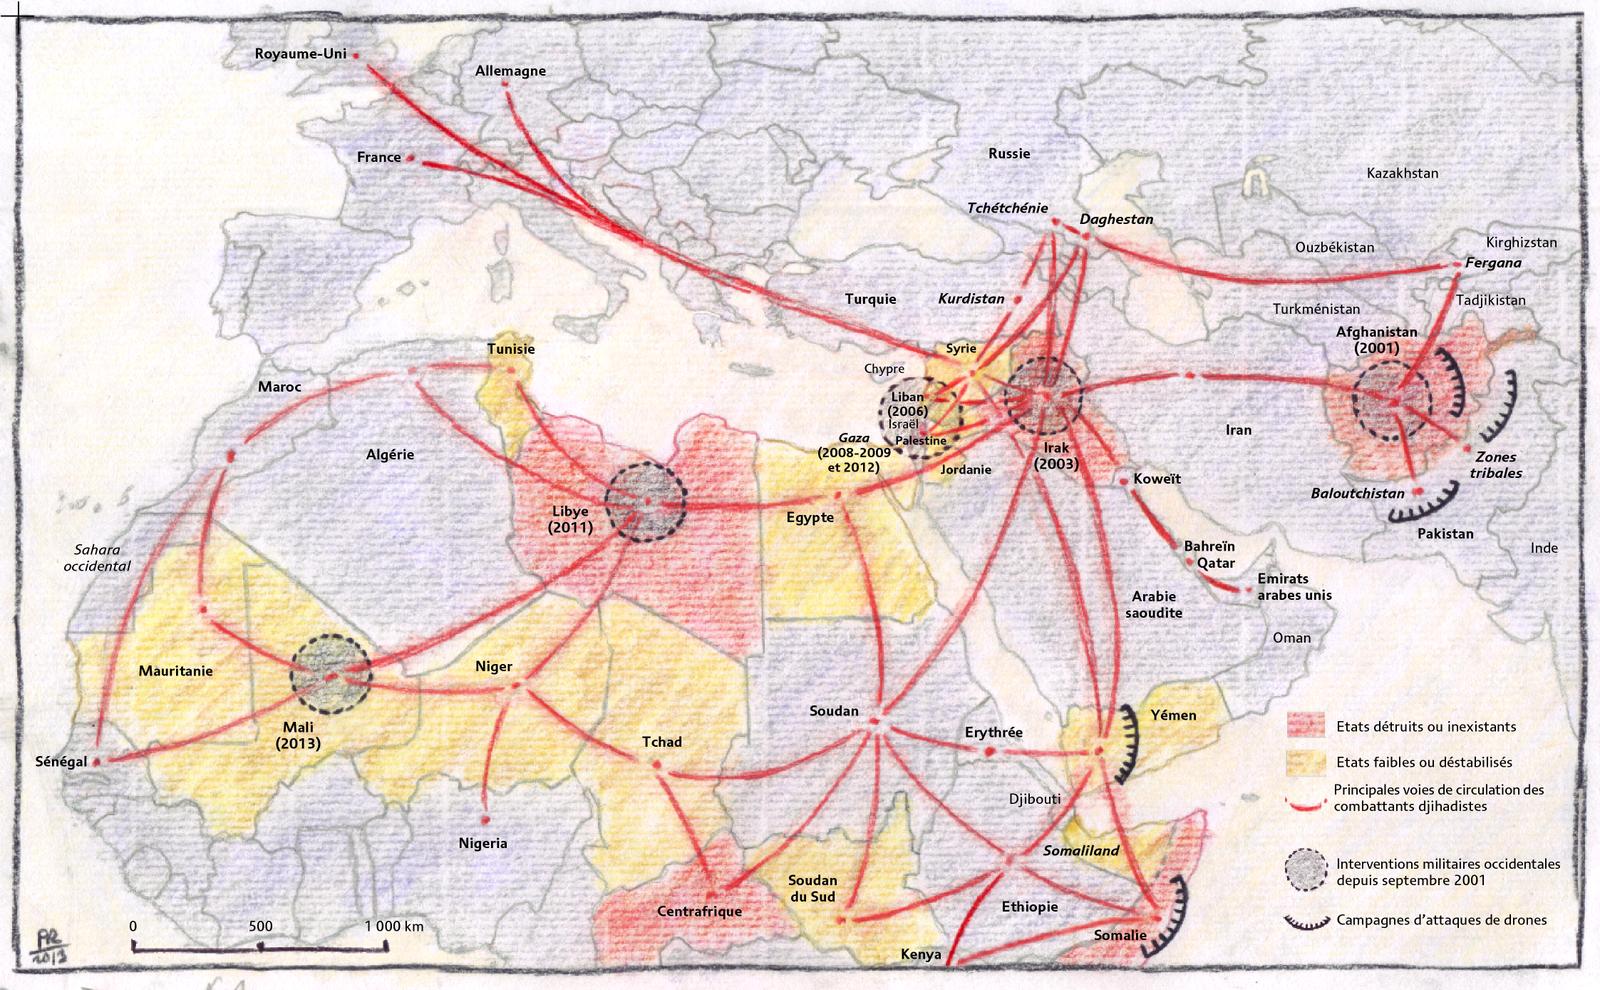 Royaume-Uni
Allemagne
France
Russie
Kazakhstan
Tchétchénie
Daghestan
Ouzbékistan
Kirghizstan
Fergana
Turquie
Kurdistan
Turkménistan
Tadjikistan
Afghanistan
(2001)
Tunisie
Syrie
Chypre
Maroc
Liban
(2006)
Israël
Palestine
Gaza
(2008-2009
et 2012)
Jordanie
Irak
(2003)
Iran
Algérie
Zones
tribales
Koweït
Baloutchistan
Libye
(2011)
Egypte
Pakistan
Inde
Sahara
occidental
Bahreïn
Qatar
Emirats
arabes unis
Arabie
saoudite
Oman
Mauritanie
Niger
Mali
(2013)
Soudan
Erythrée
Yémen
Tchad
Sénégal
Djibouti
Nigeria
Somaliland
Soudan
du Sud
Centrafrique
Ethiopie
Somalie
Kenya
Etats détruits ou inexistants
Etats faibles ou déstabilisés
Principales voies de circulation des
combattants djihadistes
Interventions militaires occidentales
depuis septembre 2001
Campagnes d'attaques de drones
0 500 1 000 km